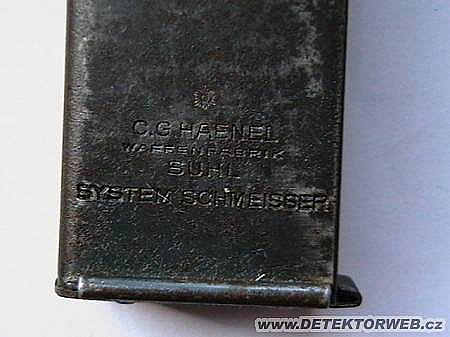 C.G.HAENEL
WAFFENFABRIK
SUHL
SYSTEM SCHMEISSER
WWW.DETEKTORWEB.CZ